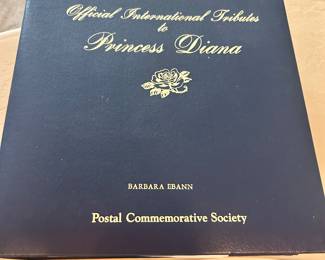 Official International Tributes
to
Princess Diana
BARBARA EBANN
Postal Commemorative Society